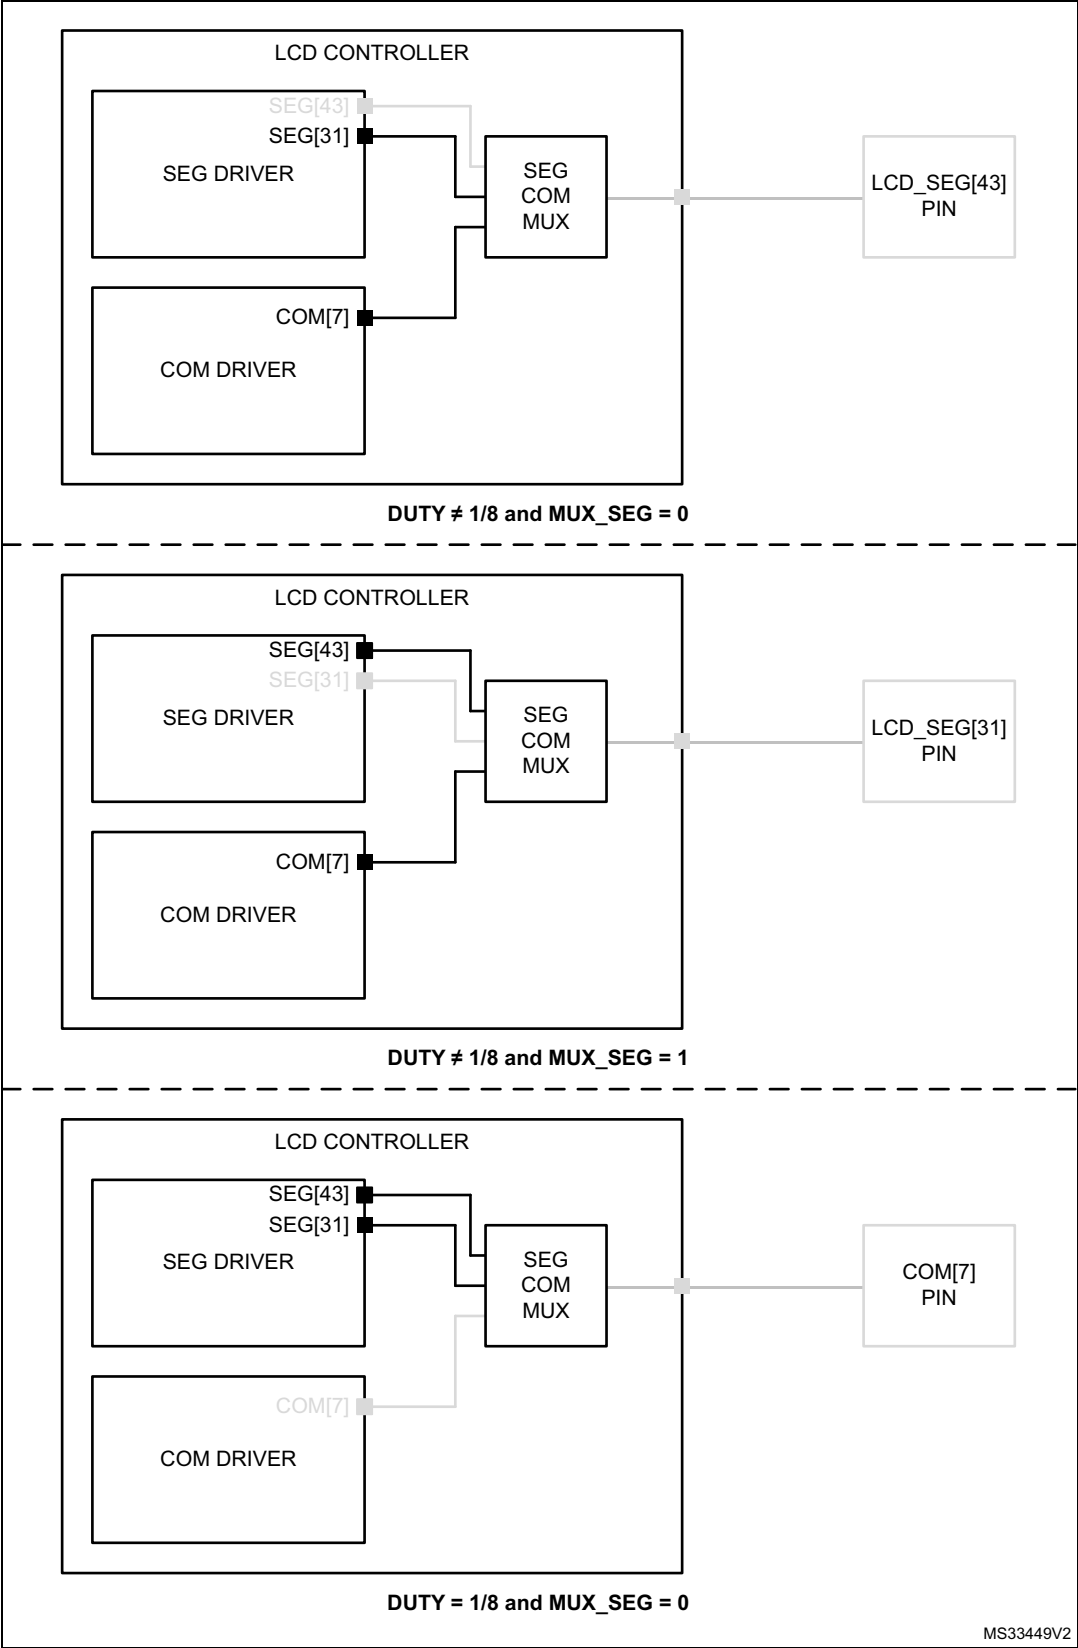 LCD CONTROLLER
SEG[43]
SEG[31]
SEG DRIVER
SEG
COM
MUX
LCD_SEG[43]
PIN
COM[7]
COM DRIVER
DUTY ≠ 1/8 and MUX_SEG = 0
LCD CONTROLLER
SEG[43]
SEG[31]
SEG DRIVER
SEG
COM
MUX
LCD_SEG[31]
PIN
COM[7]
COM DRIVER
DUTY ≠ 1/8 and MUX_SEG = 1
LCD CONTROLLER
SEG[43]
SEG[31]
SEG DRIVER
SEG
COM
MUX
COM[7]
PIN
COM[7]
COM DRIVER
DUTY = 1/8 and MUX_SEG = 0
MS33449V2